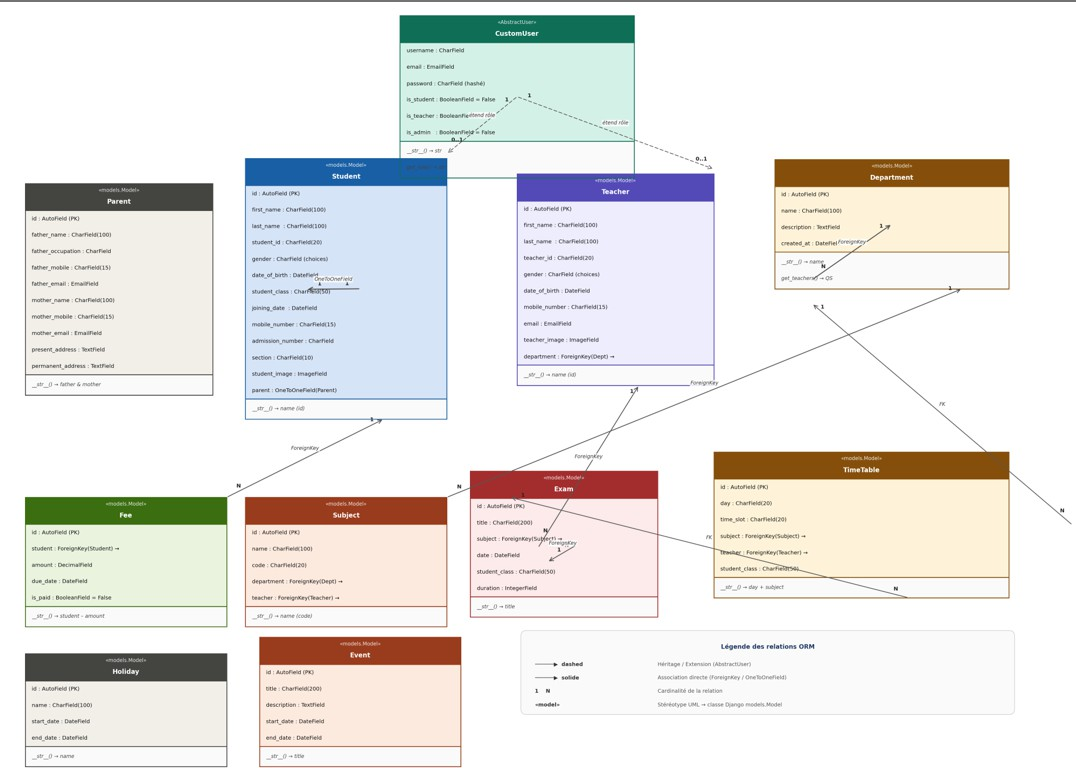 «AbstractUser»
CustomUser
username : CharField
email : EmailField
password : CharField (hashé)
is_student : BooleanField = False
is_teacher : BooleanFie
is_admin : BooleanField = False
__str__() → str
1
1
étend rôle
étend rôle
0..1
0..1
«models.Model»
Parent
id : AutoField (PK)
father_name : CharField(100)
father_occupation : CharField
father_mobile : CharField(15)
father_email : EmailField
mother_name : CharField(100)
mother_mobile : CharField(15)
mother_email : EmailField
present_address : TextField
permanent_address : TextField
__str__() → father & mother
«models.Model»
Student
id : AutoField (PK)
first_name : CharField(100)
last_name : CharField(100)
student_id : CharField(20)
gender : CharField (choices)
date_of_birth : DateField
OneToOneField
1
1
student_class : CharField(50)
joining_date : DateField
mobile_number : CharField(15)
admission_number : CharField
section : CharField(10)
student_image : ImageField
parent : OneToOneField(Parent)
__str__() → name (id)
«models.Model»
Teacher
id : AutoField (PK)
first_name : CharField(100)
last_name : CharField(100)
teacher_id : CharField(20)
gender : CharField (choices)
date_of_birth : DateField
mobile_number : CharField(15)
email : EmailField
teacher_image : ImageField
department : ForeignKey(Dept) →
__str__() → name (id)
«models.Model»
Department
id : AutoField (PK)
name : CharField(100)
description : TextField
created_at : DateFiel
__str__() → name
get_teachers() → QS
1
ForeignKey
N
1
1
ForeignKey
1
1
ForeignKey
N
ForeignKey
N
FK
N
«models.Model»
Fee
id : AutoField (PK)
student : ForeignKey(Student) →
amount : DecimalField
due_date : DateField
is_paid : BooleanField = False
__str__() → student – amount
«models.Model»
Subject
id : AutoField (PK)
name : CharField(100)
code : CharField(20)
department : ForeignKey(Dept) →
teacher : ForeignKey(Teacher) →
__str__() → name (code)
«models.Model»
Exam
id : AutoField (PK)
title : CharField(200)
subject : ForeignKey(Subject) →
date : DateField
student_class : CharField(50)
duration : IntegerField
__str__() → title
1
N
ForeignKey
1
FK
N
«models.Model»
TimeTable
id : AutoField (PK)
day : CharField(20)
time_slot : CharField(20)
subject : ForeignKey(Subject) →
teacher : ForeignKey(Teacher) →
student_class : CharField(50)
__str__() → day + subject
«models.Model»
Holiday
id : AutoField (PK)
name : CharField(100)
start_date : DateField
end_date : DateField
__str__() → name
«models.Model»
Event
id : AutoField (PK)
title : CharField(200)
description : TextField
start_date : DateField
end_date : DateField
__str__() → title
Légende des relations ORM
dashed Héritage / Extension (AbstractUser)
solide Association directe (ForeignKey / OneToOneField)
1 N Cardinalité de la relation
«model» Stéréotype UML → classe Django models.Model